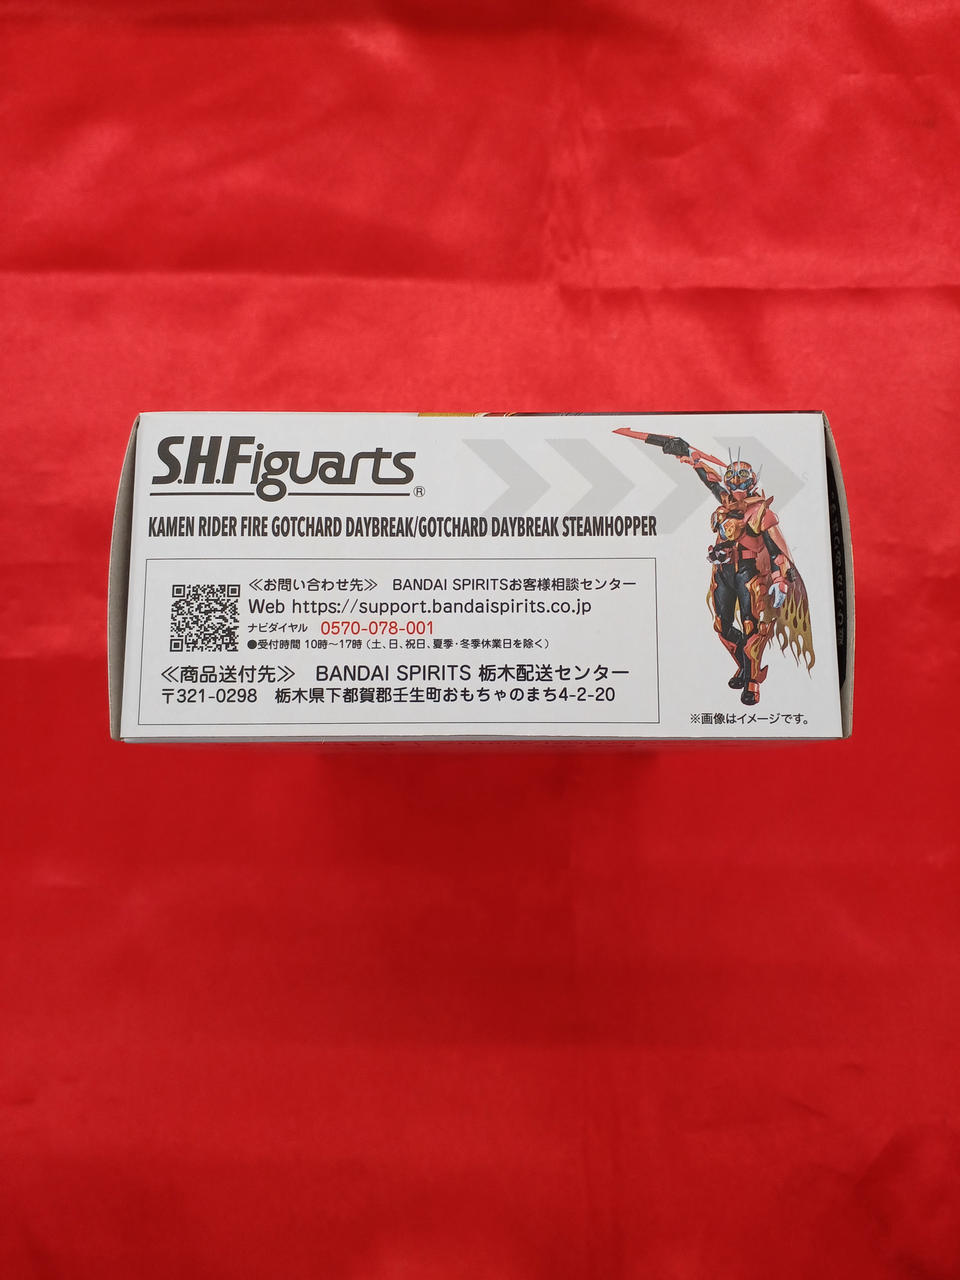 S.H.Figuarts®
KAMEN RIDER FIRE GOTCHARD DAYBREAK/GOTCHARD DAYBREAK STEAMHOPPER
≪お問い合わせ先≫ BANDAI SPIRITSお客様相談センター
Web https://support.bandaispirits.co.jp
ナビダイヤル 0570-078-001
●受付時間 10時〜17時（土、日、祝日、夏季・冬季休業日を除く）
≪商品送付先≫ BANDAI SPIRITS 栃木配送センター
〒321-0298 栃木県下都賀郡壬生町おもちゃのまち4-2-20
※画像はイメージです。